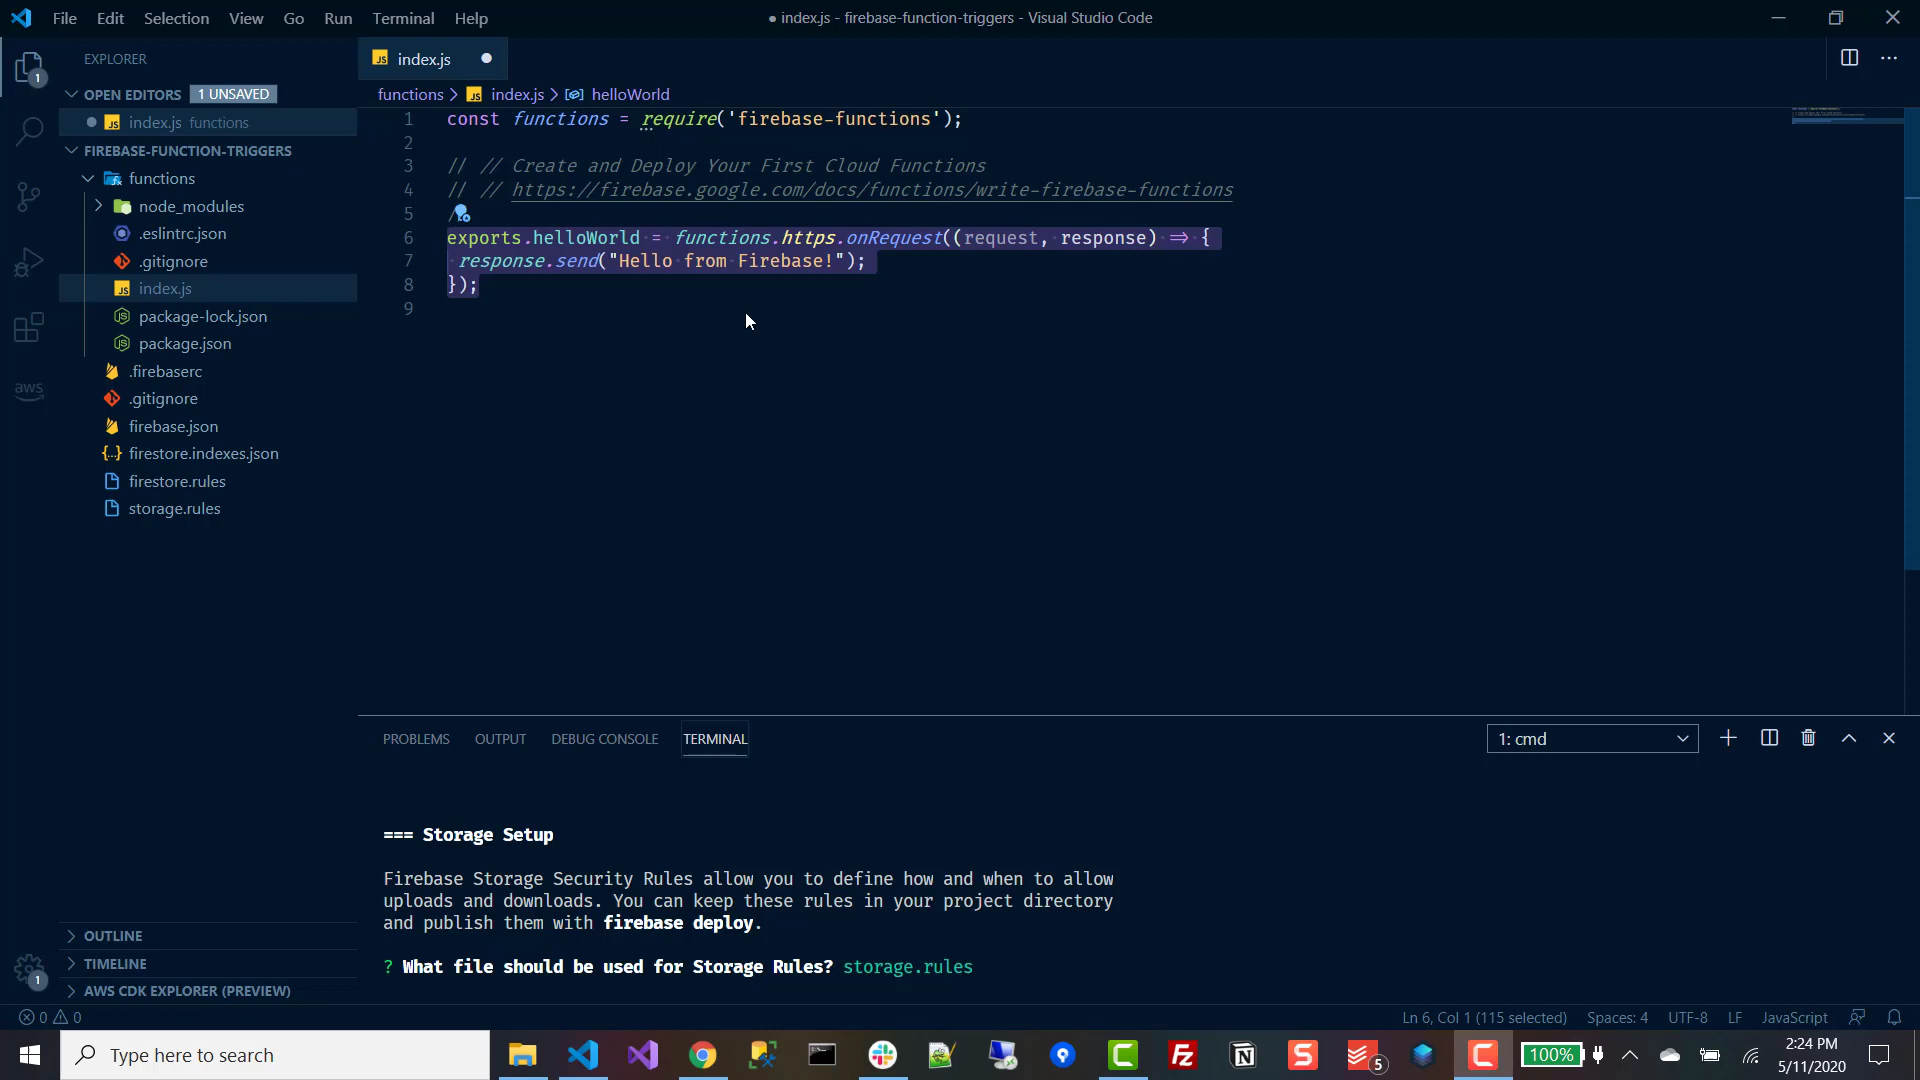 File Edit Selection View Go Run Terminal Help
● index.js - firebase-function-triggers - Visual Studio Code
EXPLORER
OPEN EDITORS 1 UNSAVED
index.js functions
FIREBASE-FUNCTION-TRIGGERS
functions
node_modules
.eslintrc.json
.gitignore
index.js
package-lock.json
package.json
.firebaserc
.gitignore
firebase.json
firestore.indexes.json
firestore.rules
storage.rules
OUTLINE
TIMELINE
AWS CDK EXPLORER (PREVIEW)
1
aws
1
JS index.js
functions > JS index.js > helloWorld
1 const functions = require('firebase-functions');
2
3 // // Create and Deploy Your First Cloud Functions
4 // // https://firebase.google.com/docs/functions/write-firebase-functions
5 /
6 exports.helloWorld = functions.https.onRequest((request, response) => {
7 response.send("Hello from Firebase!");
8 });
9
PROBLEMS OUTPUT DEBUG CONSOLE TERMINAL
1: cmd
=== Storage Setup
Firebase Storage Security Rules allow you to define how and when to allow
uploads and downloads. You can keep these rules in your project directory
and publish them with firebase deploy.
? What file should be used for Storage Rules? storage.rules
0 0
Ln 6, Col 1 (115 selected) Spaces: 4 UTF-8 LF JavaScript
Type here to search
5
100%
2:24 PM
5/11/2020